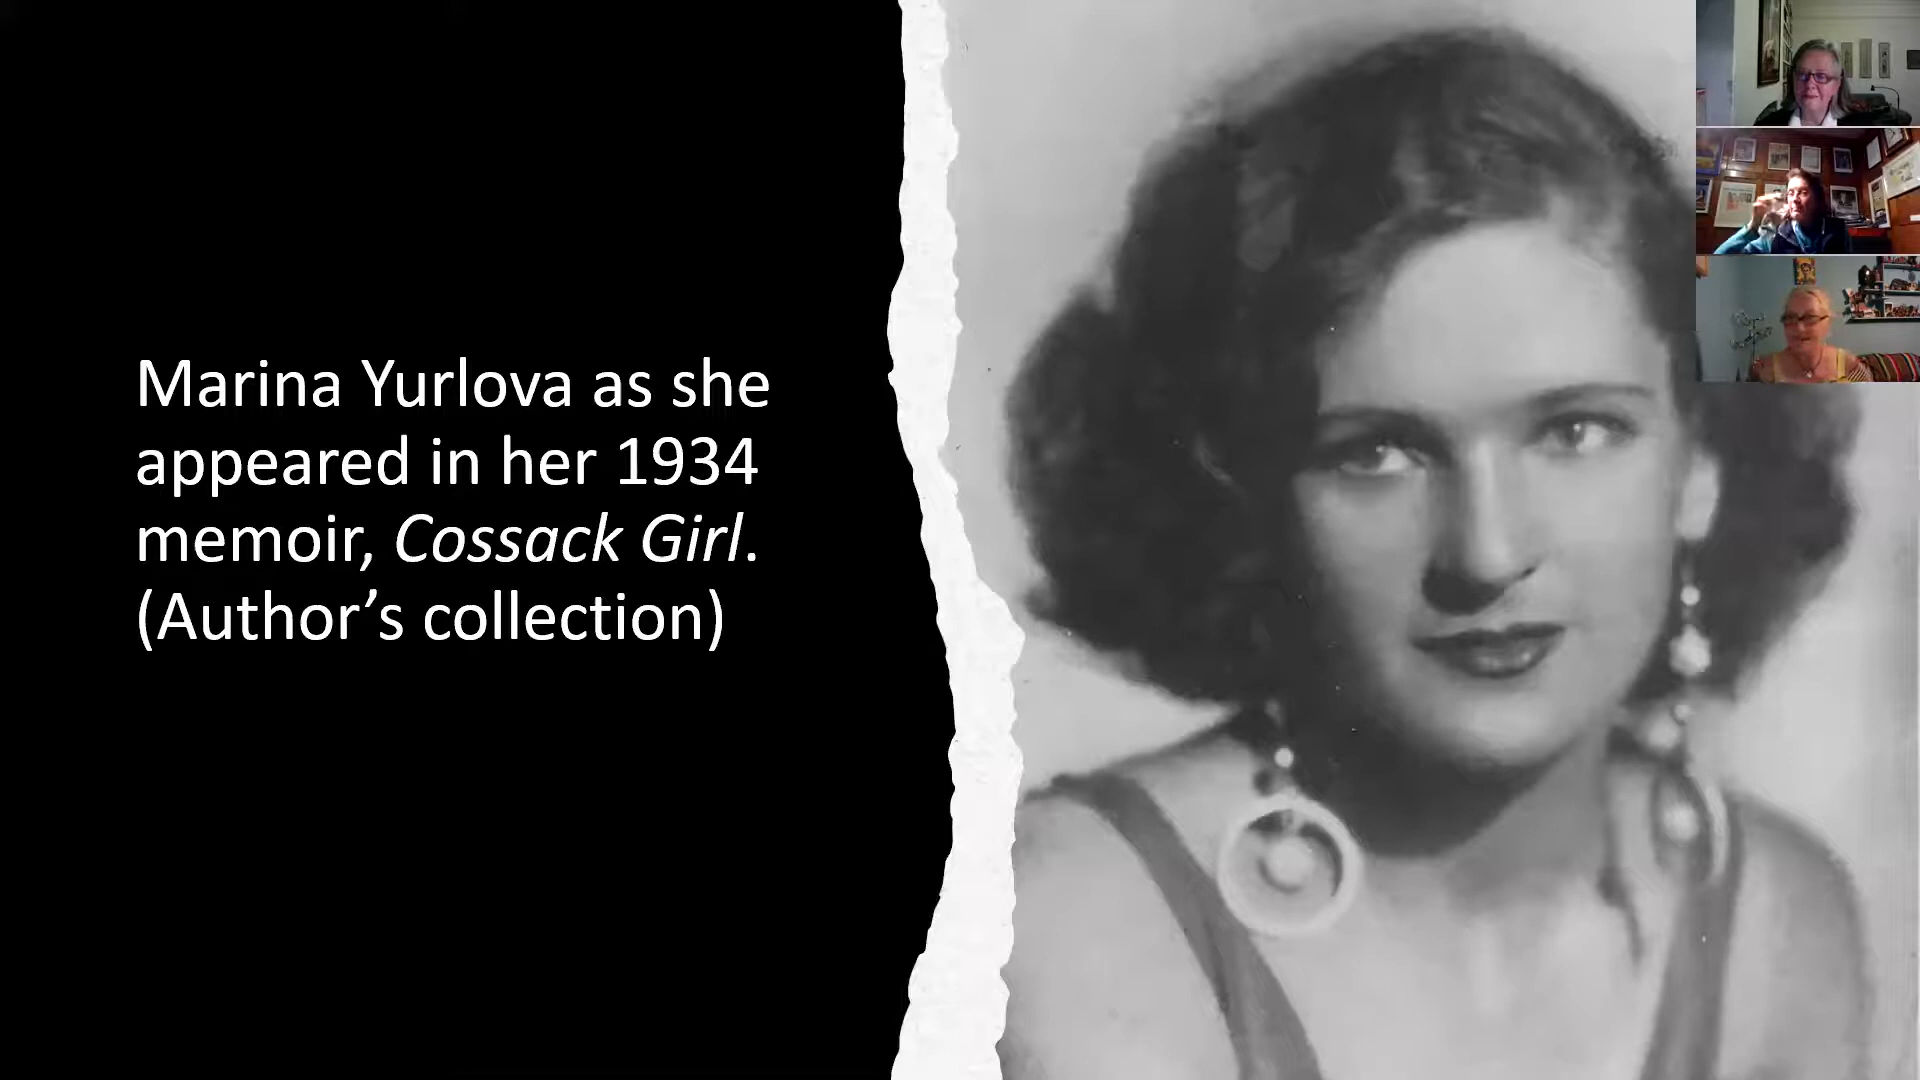 Marina Yurlova as she
appeared in her 1934
memoir, Cossack Girl.
(Author’s collection)